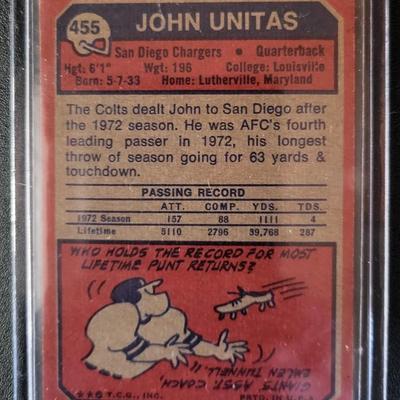 455
JOHN UNITAS
San Diego Chargers • Quarterback
Hgt: 6'1" Wgt: 196 College: Louisville
Born: 5-7-33 Home: Lutherville, Maryland
The Colts dealt John to San Diego after
the 1972 season. He was AFC's fourth
leading passer in 1972, his longest
throw of season going for 63 yards &
touchdown.
PASSING RECORD
ATT. COMP. YDS. TDS.
1972 Season 157 88 1111 4
Lifetime 5110 2796 39,768 287
WHO HOLDS THE RECORD FOR MOST
LIFETIME PUNT RETURNS?
GIANTS ASST. COACH,
EMLEN TUNNELL.
T.C.G., INC. PRTD. IN U.S.A.